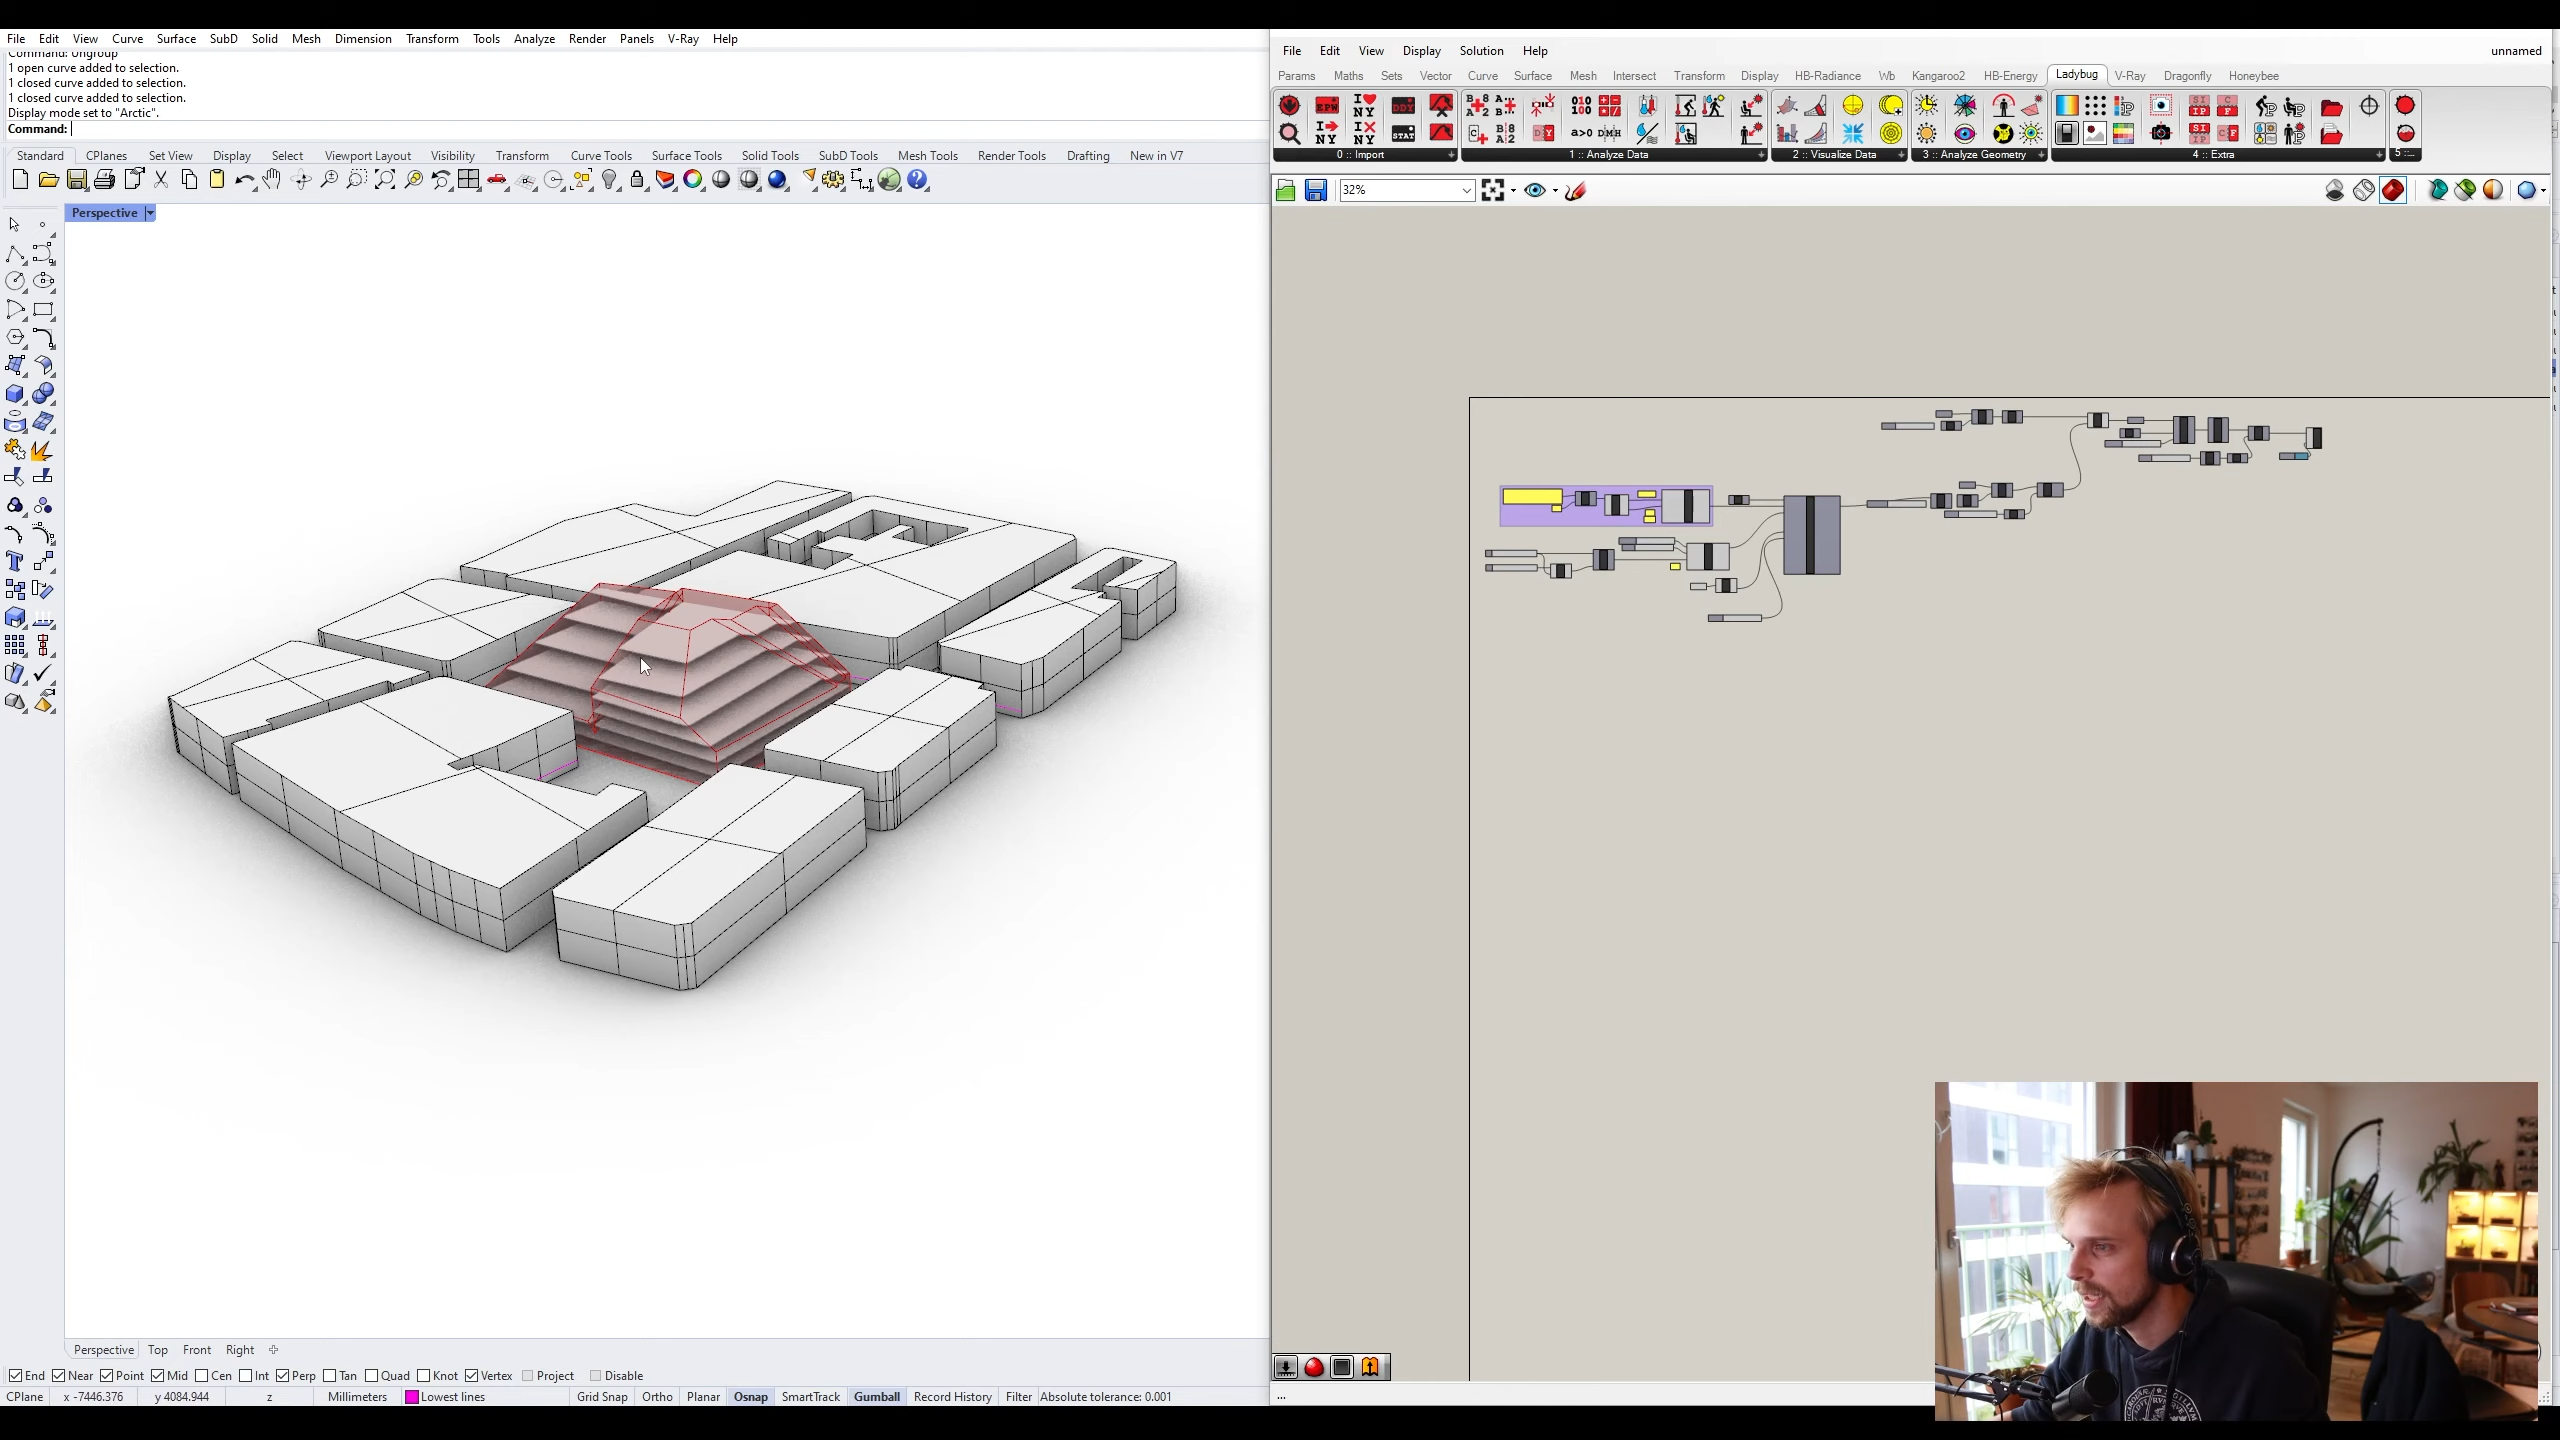 File Edit View Curve Surface SubD Solid Mesh Dimension Transform Tools Analyze Render Panels V-Ray Help
Command: Ungroup
1 open curve added to selection.
1 closed curve added to selection.
1 closed curve added to selection.
Display mode set to "Arctic".
Command:
Standard CPlanes Set View Display Select Viewport Layout Visibility Transform Curve Tools Surface Tools Solid Tools SubD Tools Mesh Tools Render Tools Drafting New in V7
Perspective
Perspective Top Front Right
End Near Point Mid Cen Int Perp Tan Quad Knot Vertex Project Disable
CPlane x -7446.376 y 4084.944 z Millimeters Lowest lines Grid Snap Ortho Planar Osnap SmartTrack Gumball Record History Filter Absolute tolerance: 0.001
File Edit View Display Solution Help unnamed
Params Maths Sets Vector Curve Surface Mesh Intersect Transform Display HB-Radiance Wb Kangaroo2 HB-Energy Ladybug V-Ray Dragonfly Honeybee
0 :: Import 1 :: Analyze Data 2 :: Visualize Data 3 :: Analyze Geometry 4 :: Extra 5 ::...
32%
...